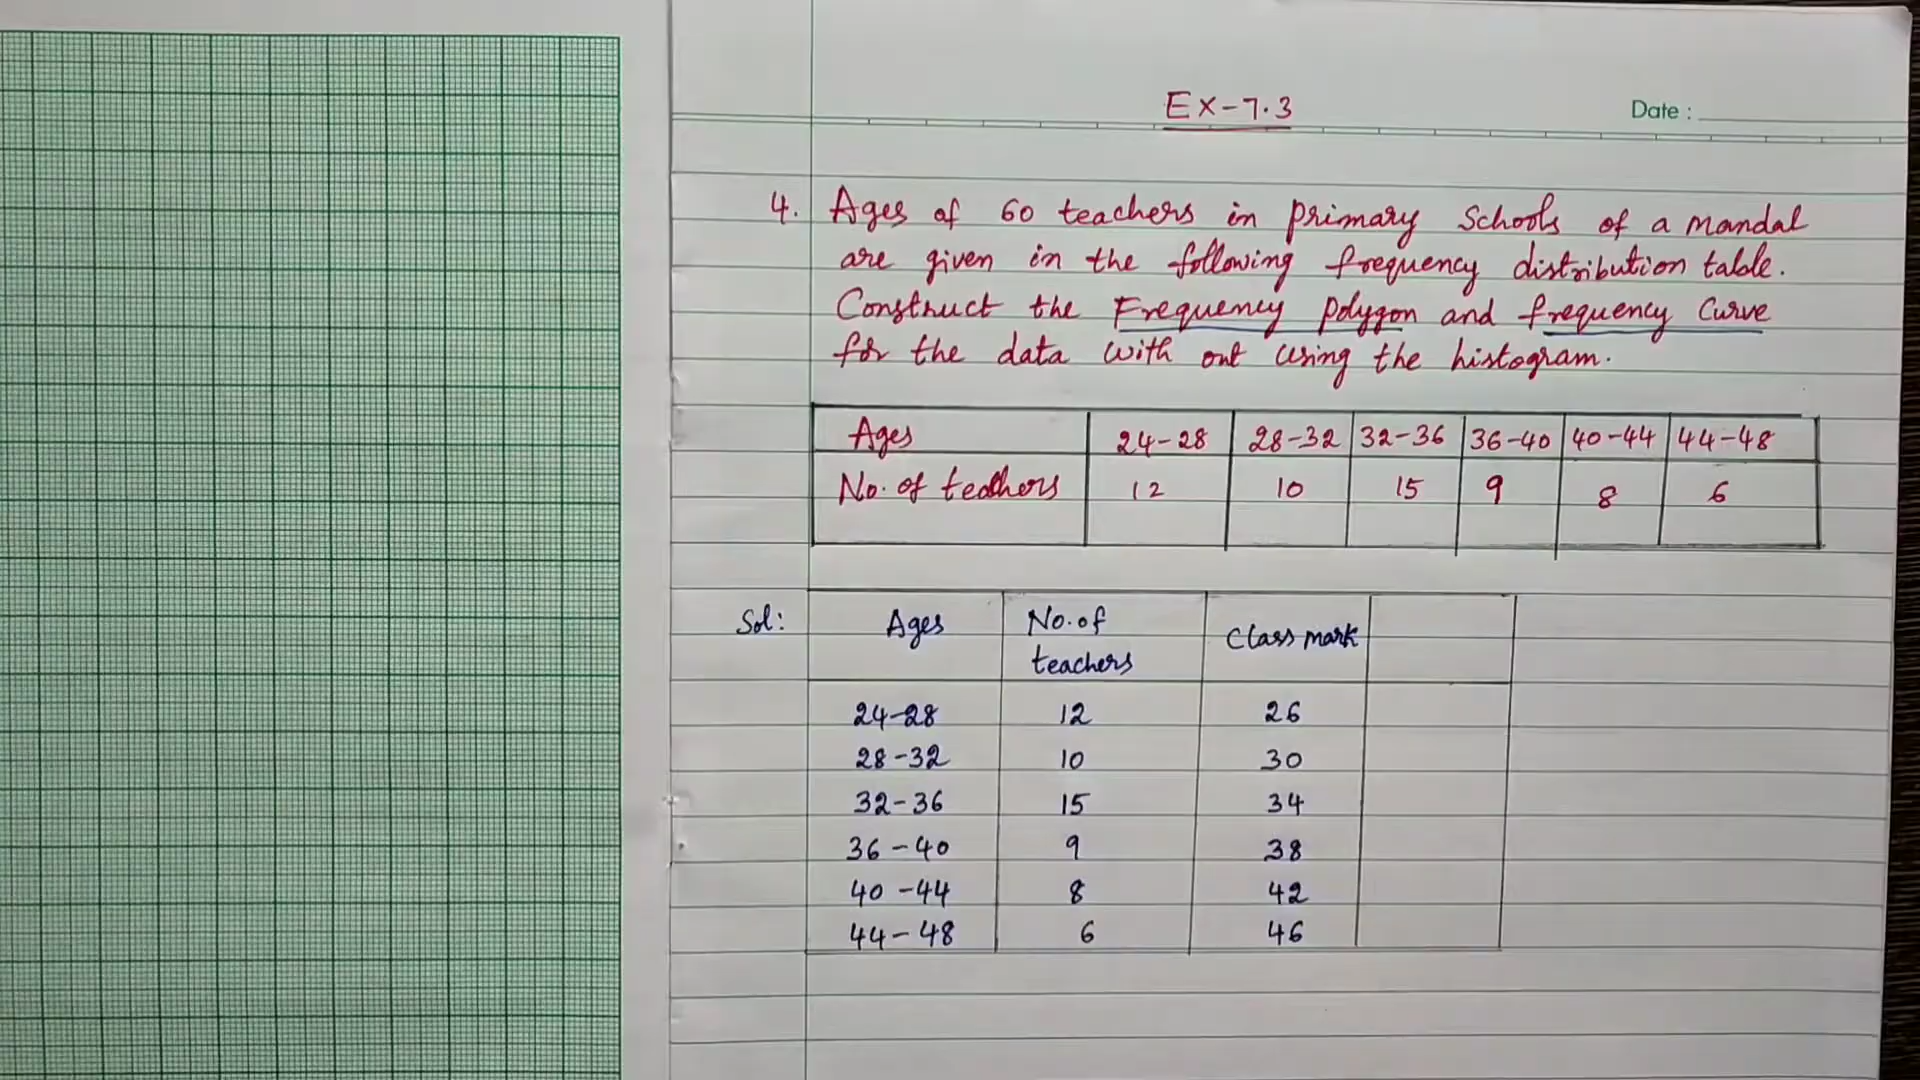 Ex-7.3
Date :
4. Ages of 60 teachers in primary Schools of a mandal
are given in the following frequency distribution table.
Construct the Frequency polygon and frequency Curve
for the data with out using the histogram.
Ages 24-28 28-32 32-36 36-40 40-44 44-48
No. of teachers 12 10 15 9 8 6
Sol: Ages No. of teachers Class mark
24-28 12 26
28-32 10 30
32-36 15 34
36-40 9 38
40-44 8 42
44-48 6 46